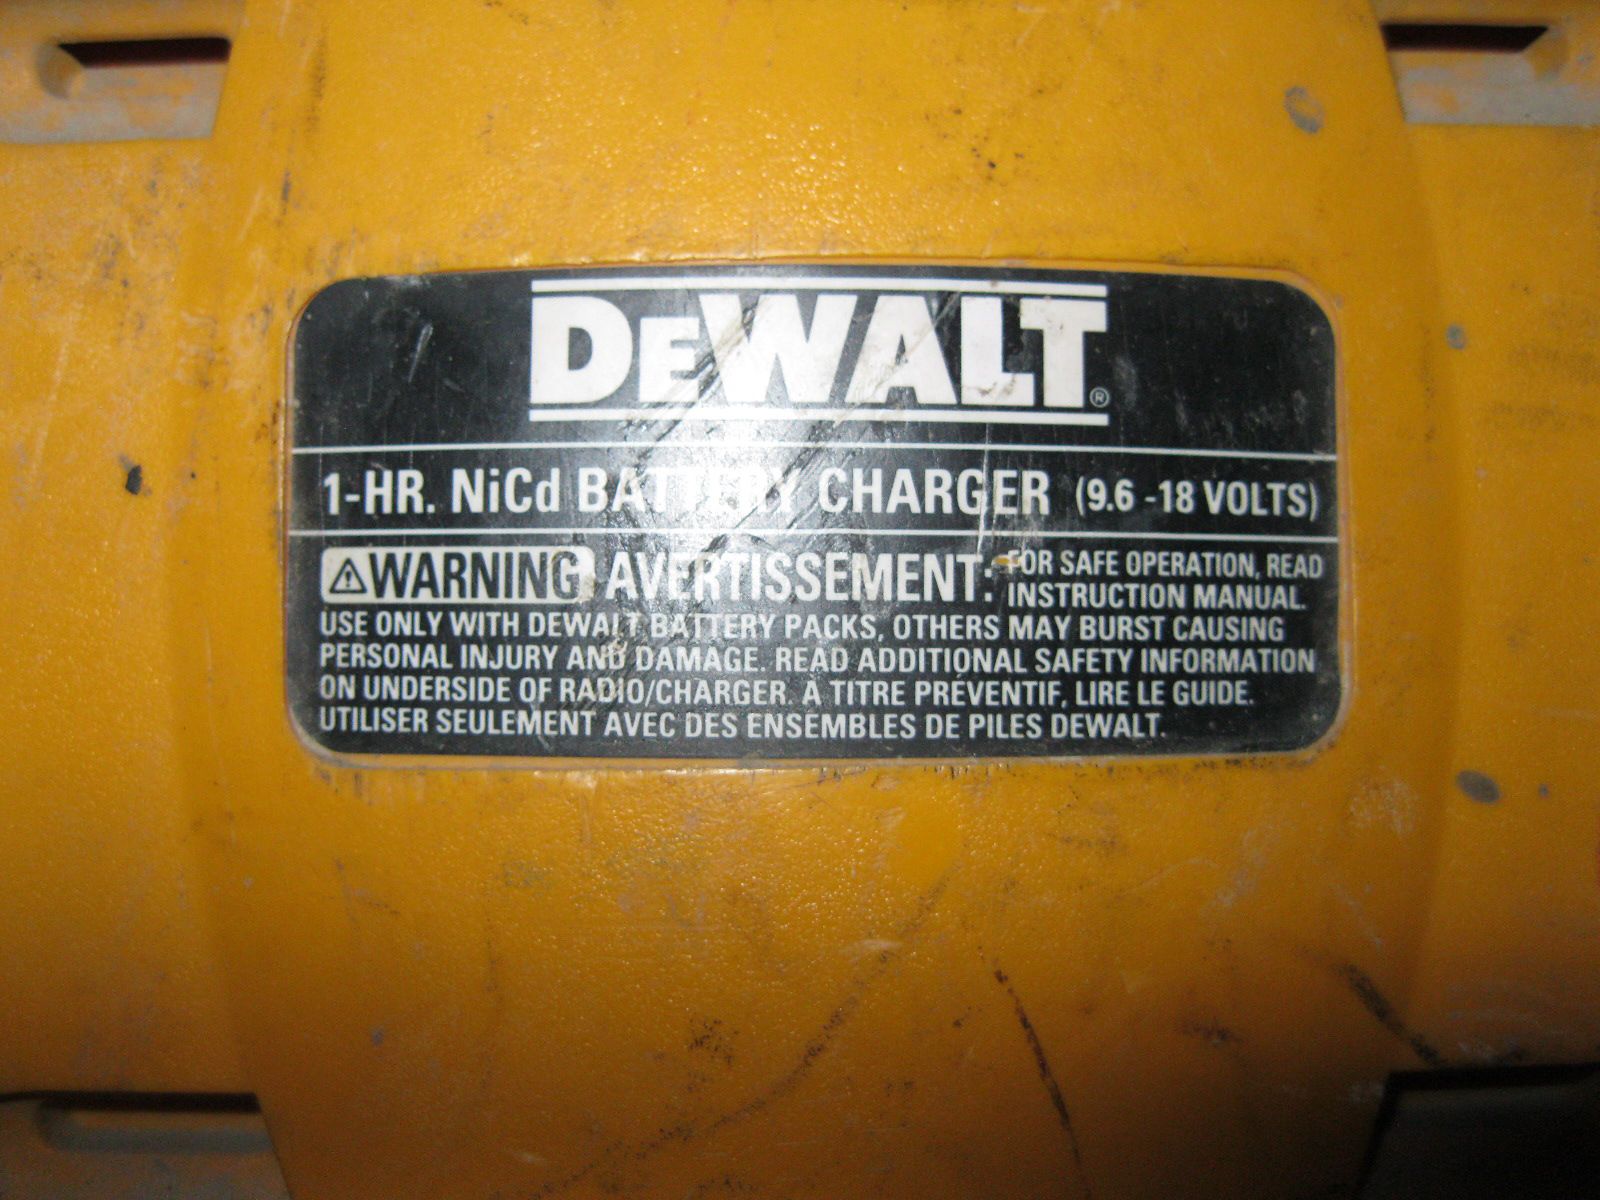 DEWALT®
1-HR. NiCd BATTERY CHARGER (9.6 -18 VOLTS)
⚠WARNING AVERTISSEMENT: FOR SAFE OPERATION, READ
INSTRUCTION MANUAL.
USE ONLY WITH DEWALT BATTERY PACKS, OTHERS MAY BURST CAUSING
PERSONAL INJURY AND DAMAGE. READ ADDITIONAL SAFETY INFORMATION
ON UNDERSIDE OF RADIO/CHARGER. A TITRE PREVENTIF, LIRE LE GUIDE.
UTILISER SEULEMENT AVEC DES ENSEMBLES DE PILES DEWALT.